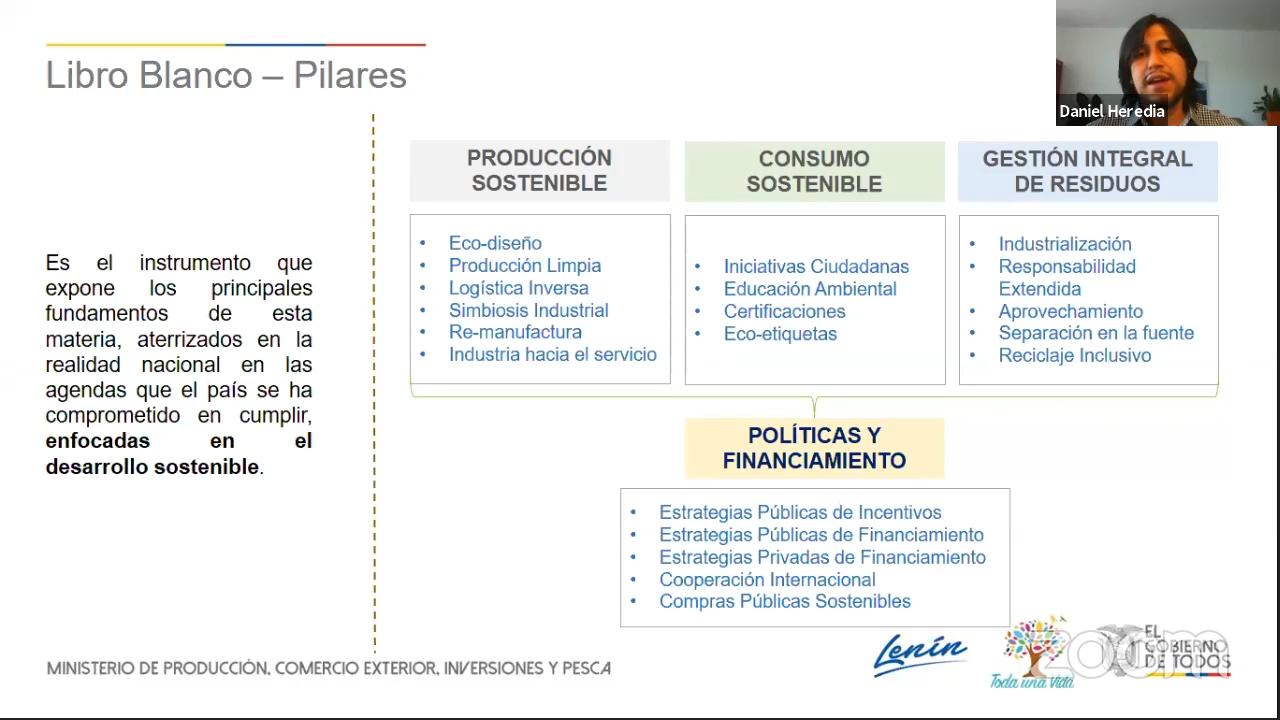 Libro Blanco – Pilares
Daniel Heredia
Es el instrumento que
expone los principales
fundamentos de esta
materia, aterrizados en la
realidad nacional en las
agendas que el país se ha
comprometido en cumplir,
enfocadas en el
desarrollo sostenible.
PRODUCCIÓN
SOSTENIBLE
• Eco-diseño
• Producción Limpia
• Logística Inversa
• Simbiosis Industrial
• Re-manufactura
• Industria hacia el servicio
CONSUMO
SOSTENIBLE
• Iniciativas Ciudadanas
• Educación Ambiental
• Certificaciones
• Eco-etiquetas
GESTIÓN INTEGRAL
DE RESIDUOS
• Industrialización
• Responsabilidad
Extendida
• Aprovechamiento
• Separación en la fuente
• Reciclaje Inclusivo
POLÍTICAS Y
FINANCIAMIENTO
• Estrategias Públicas de Incentivos
• Estrategias Públicas de Financiamiento
• Estrategias Privadas de Financiamiento
• Cooperación Internacional
• Compras Públicas Sostenibles
MINISTERIO DE PRODUCCIÓN, COMERCIO EXTERIOR, INVERSIONES Y PESCA
Lenín
Toda una Vida
EL
GOBIERNO
DE TODOS
zoom